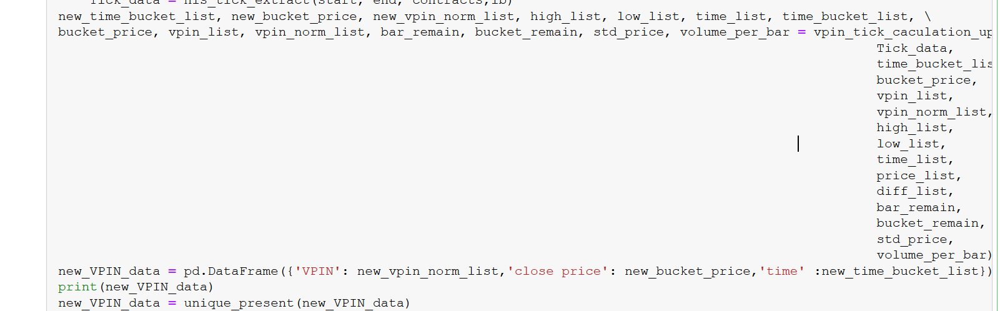 Tick_data = his_tick_extract(start, end, contracts,ib)
new_time_bucket_list, new_bucket_price, new_vpin_norm_list, high_list, low_list, time_list, time_bucket_list, \
bucket_price, vpin_list, vpin_norm_list, bar_remain, bucket_remain, std_price, volume_per_bar = vpin_tick_caculation_up
Tick_data,
time_bucket_lis
bucket_price,
vpin_list,
vpin_norm_list,
high_list,
low_list,
time_list,
price_list,
diff_list,
bar_remain,
bucket_remain,
std_price,
volume_per_bar)
new_VPIN_data = pd.DataFrame({'VPIN': new_vpin_norm_list,'close price': new_bucket_price,'time' :new_time_bucket_list})
print(new_VPIN_data)
new_VPIN_data = unique_present(new_VPIN_data)